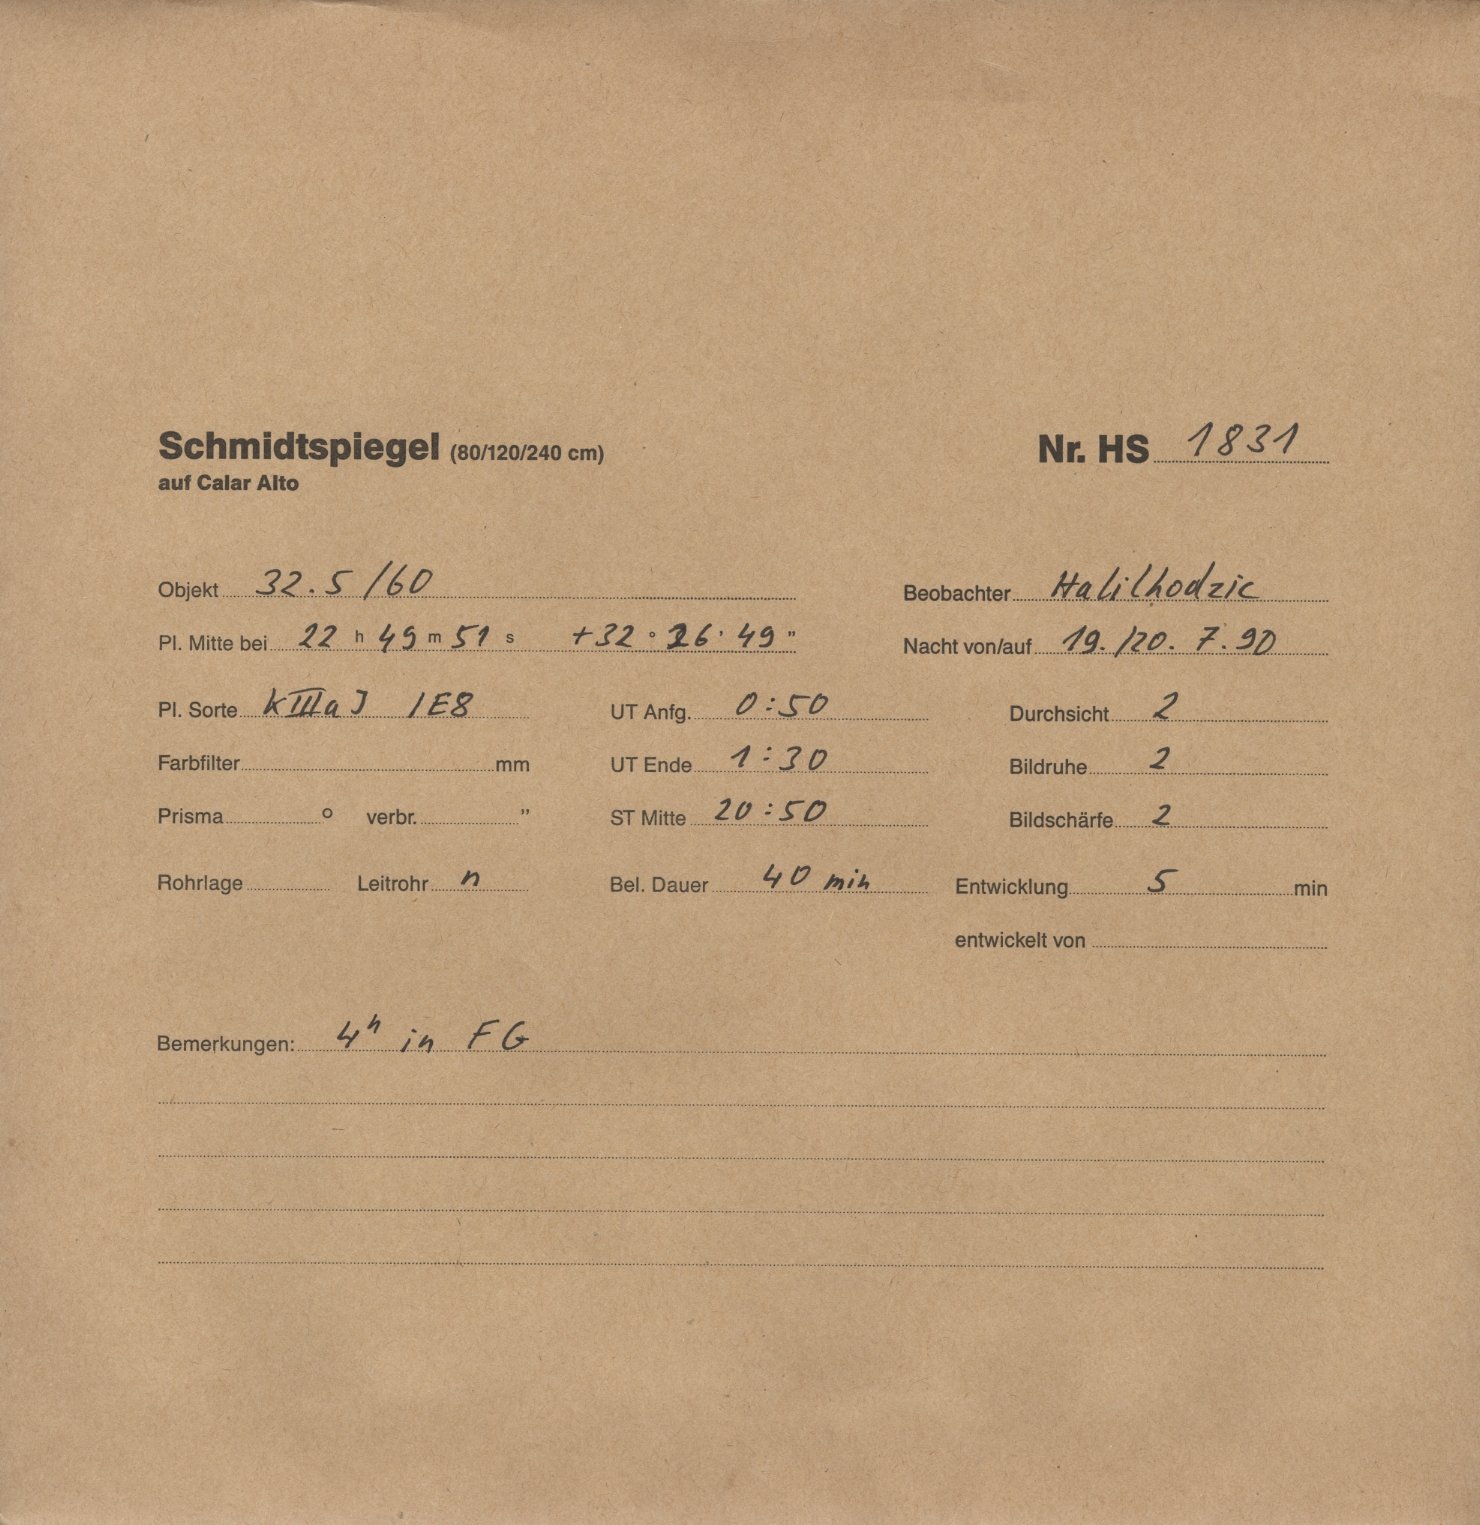 Schmidtspiegel (80/120/240 cm) Nr. HS 1831
auf Calar Alto
Objekt 32.5/60 Beobachter Halilhodzic
Pl. Mitte bei 22 h 49 m 51 s +32 ° 26 ' 49 " Nacht von/auf 19./20. 7. 90
Pl. Sorte kIIIaJ 1E8 UT Anfg. 0:50 Durchsicht 2
Farbfilter mm UT Ende 1:30 Bildruhe 2
Prisma ° verbr. " ST Mitte 20:50 Bildschärfe 2
Rohrlage Leitrohr n Bel. Dauer 40 min Entwicklung 5 min
entwickelt von
Bemerkungen: 4h in FG